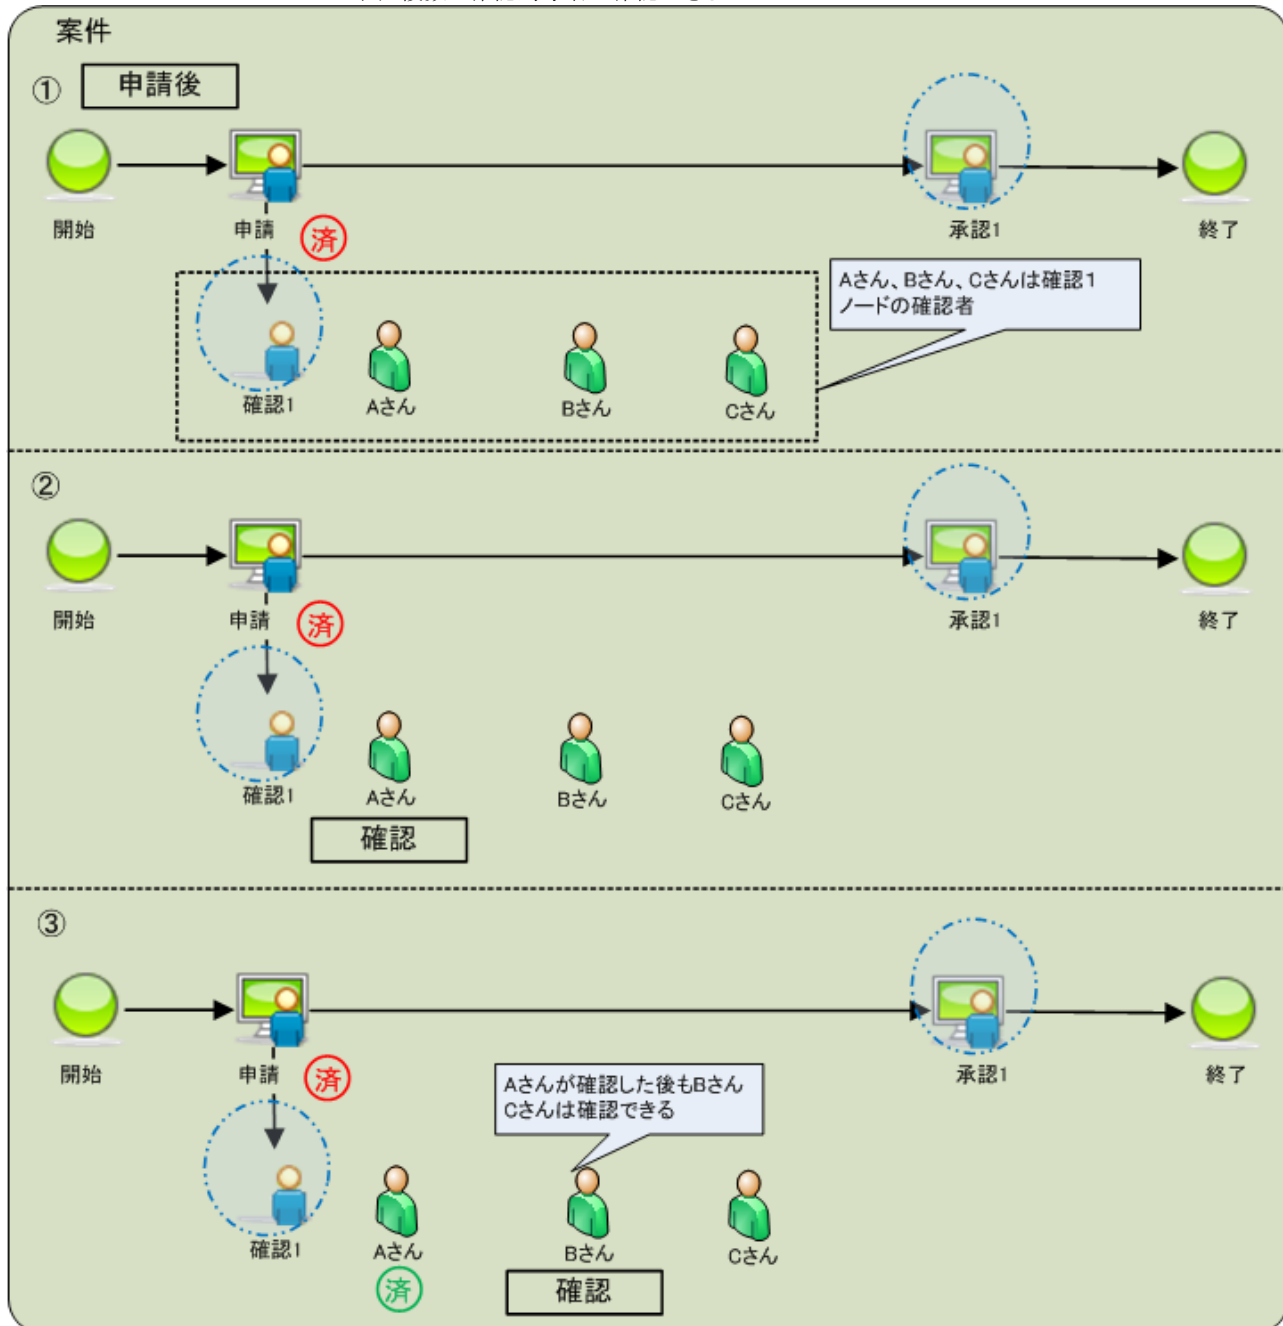 案件
① 申請後
開始
申請
済
承認1
終了
Aさん、Bさん、Cさんは確認1
ノードの確認者
確認1
Aさん
Bさん
Cさん
②
開始
申請
済
承認1
終了
確認1
Aさん
Bさん
Cさん
確認
③
開始
申請
済
承認1
終了
Aさんが確認した後もBさん
Cさんは確認できる
確認1
Aさん
Bさん
Cさん
済
確認